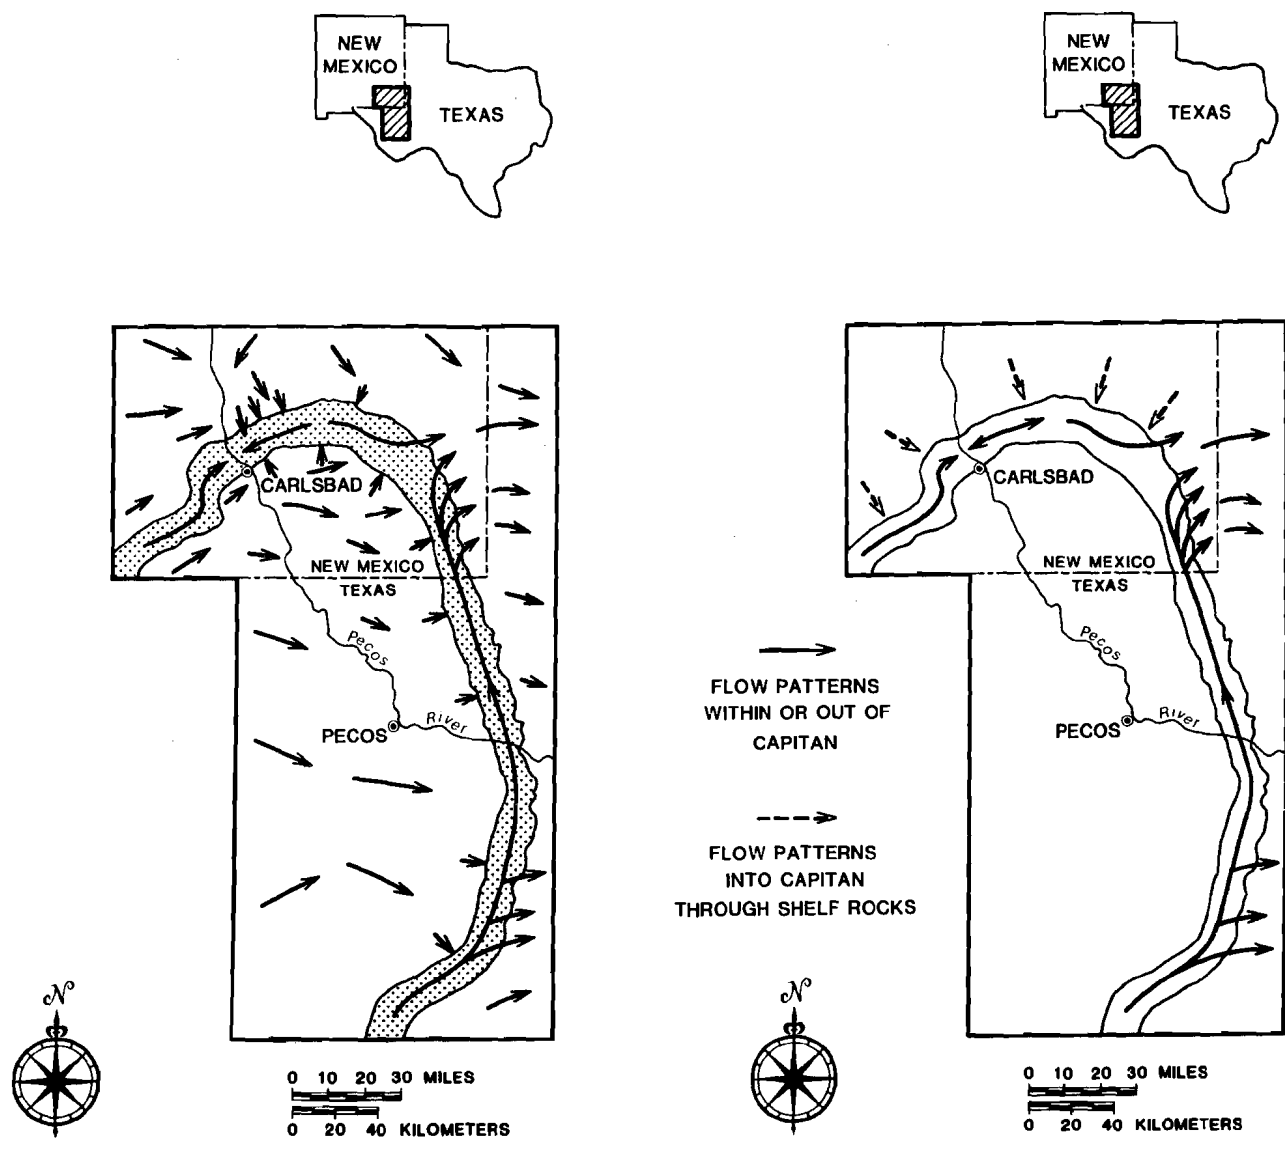 NEW
MEXICO
TEXAS
CARLSBAD
NEW MEXICO
TEXAS
Pecos
River
PECOS
N
0 10 20 30 MILES
0 20 40 KILOMETERS
NEW
MEXICO
TEXAS
CARLSBAD
NEW MEXICO
TEXAS
Pecos
River
PECOS
FLOW PATTERNS
WITHIN OR OUT OF
CAPITAN
FLOW PATTERNS
INTO CAPITAN
THROUGH SHELF ROCKS
N
0 10 20 30 MILES
0 20 40 KILOMETERS